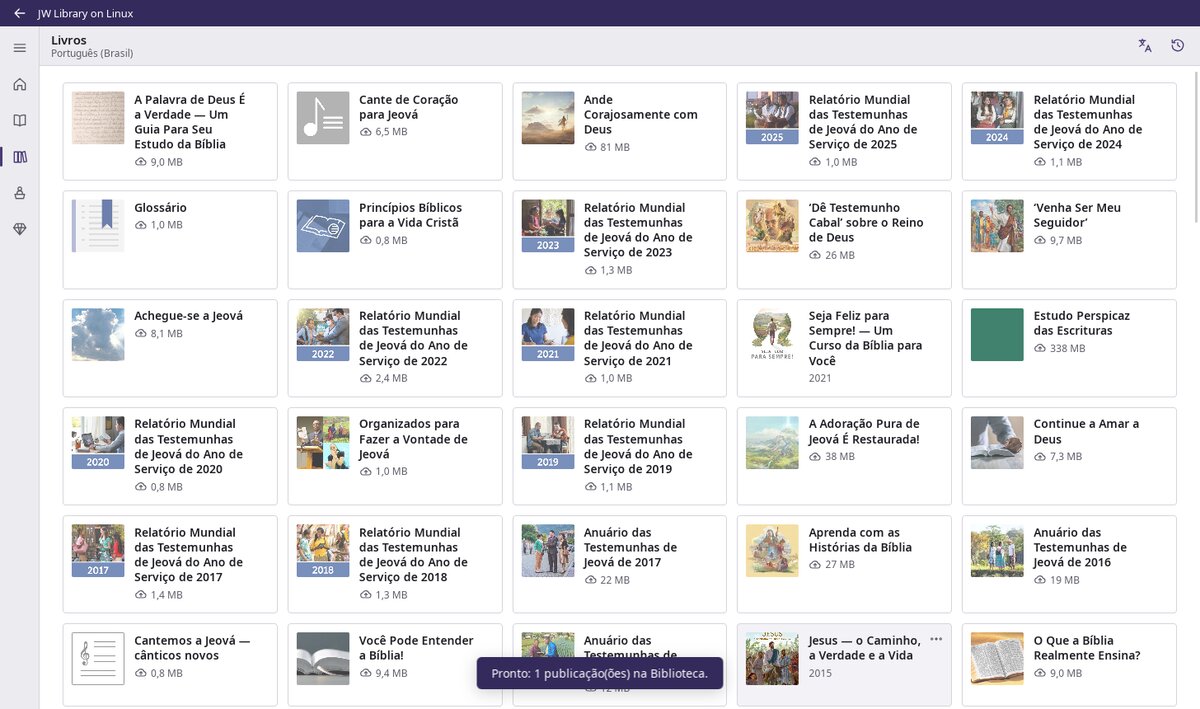 JW Library on Linux
Livros
Português (Brasil)
A Palavra de Deus É
a Verdade — Um
Guia Para Seu
Estudo da Bíblia
9,0 MB
Cante de Coração
para Jeová
6,5 MB
Ande
Corajosamente com
Deus
81 MB
2025
Relatório Mundial
das Testemunhas
de Jeová do Ano de
Serviço de 2025
1,0 MB
2024
Relatório Mundial
das Testemunhas
de Jeová do Ano de
Serviço de 2024
1,1 MB
Glossário
1,0 MB
Princípios Bíblicos
para a Vida Cristã
0,8 MB
2023
Relatório Mundial
das Testemunhas
de Jeová do Ano de
Serviço de 2023
1,3 MB
‘Dê Testemunho
Cabal’ sobre o Reino
de Deus
26 MB
‘Venha Ser Meu
Seguidor’
9,7 MB
Achegue-se a Jeová
8,1 MB
2022
Relatório Mundial
das Testemunhas
de Jeová do Ano de
Serviço de 2022
2,4 MB
2021
Relatório Mundial
das Testemunhas
de Jeová do Ano de
Serviço de 2021
1,0 MB
PARA SEMPRE!
Seja Feliz para
Sempre! — Um
Curso da Bíblia para
Você
2021
Estudo Perspicaz
das Escrituras
338 MB
2020
Relatório Mundial
das Testemunhas
de Jeová do Ano de
Serviço de 2020
0,8 MB
Organizados para
Fazer a Vontade de
Jeová
1,0 MB
2019
Relatório Mundial
das Testemunhas
de Jeová do Ano de
Serviço de 2019
1,1 MB
A Adoração Pura de
Jeová É Restaurada!
38 MB
Continue a Amar a
Deus
7,3 MB
2017
Relatório Mundial
das Testemunhas
de Jeová do Ano de
Serviço de 2017
1,4 MB
2018
Relatório Mundial
das Testemunhas
de Jeová do Ano de
Serviço de 2018
1,3 MB
Anuário das
Testemunhas de
Jeová de 2017
22 MB
Aprenda com as
Histórias da Bíblia
27 MB
Anuário das
Testemunhas de
Jeová de 2016
19 MB
Cantemos a Jeová —
cânticos novos
0,8 MB
Você Pode Entender
a Bíblia!
9,4 MB
Anuário das
Testemunhas de
12 MB
JESUS
Jesus — o Caminho,
a Verdade e a Vida
2015
O Que a Bíblia
Realmente Ensina?
9,0 MB
Pronto: 1 publicação(ões) na Biblioteca.